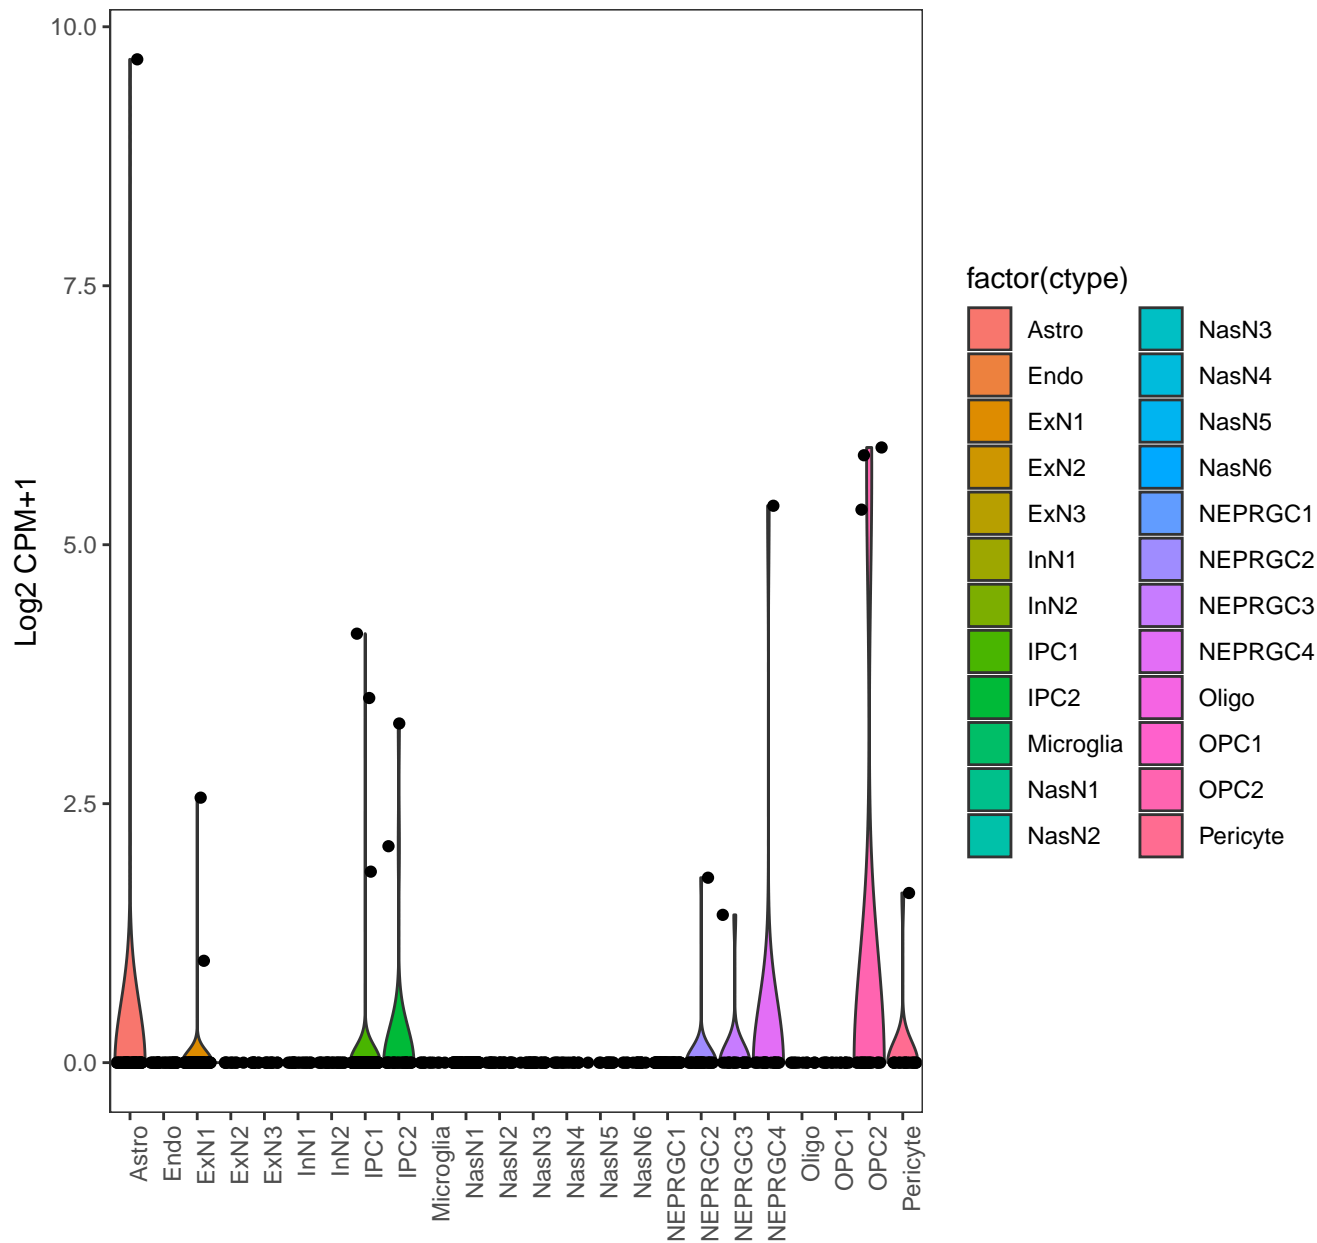 10.0
7.5
5.0
2.5
0.0
Log2 CPM+1
Astro
Endo
ExN1
ExN2
ExN3
InN1
InN2
IPC1
IPC2
Microglia
NasN1
NasN2
NasN3
NasN4
NasN5
NasN6
NEPRGC1
NEPRGC2
NEPRGC3
NEPRGC4
Oligo
OPC1
OPC2
Pericyte
factor(ctype)
Astro
Endo
ExN1
ExN2
ExN3
InN1
InN2
IPC1
IPC2
Microglia
NasN1
NasN2
NasN3
NasN4
NasN5
NasN6
NEPRGC1
NEPRGC2
NEPRGC3
NEPRGC4
Oligo
OPC1
OPC2
Pericyte